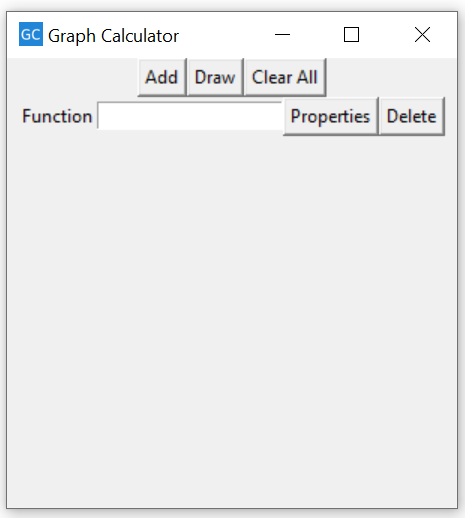 GC Graph Calculator
Add Draw Clear All
Function Properties Delete